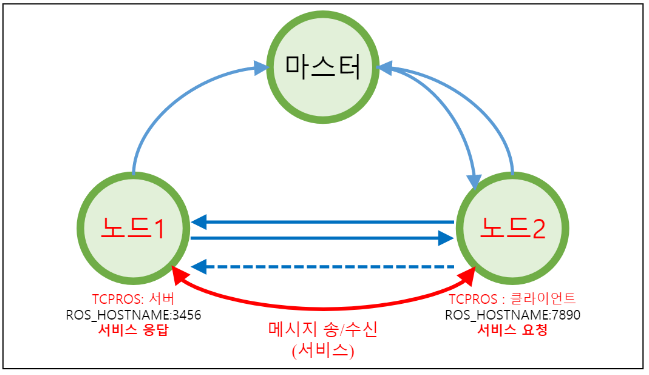 마스터
노드1
노드2
TCPROS: 서버
ROS_HOSTNAME:3456
서비스 응답
TCPROS : 클라이언트
ROS_HOSTNAME:7890
서비스 요청
메시지 송/수신
(서비스)